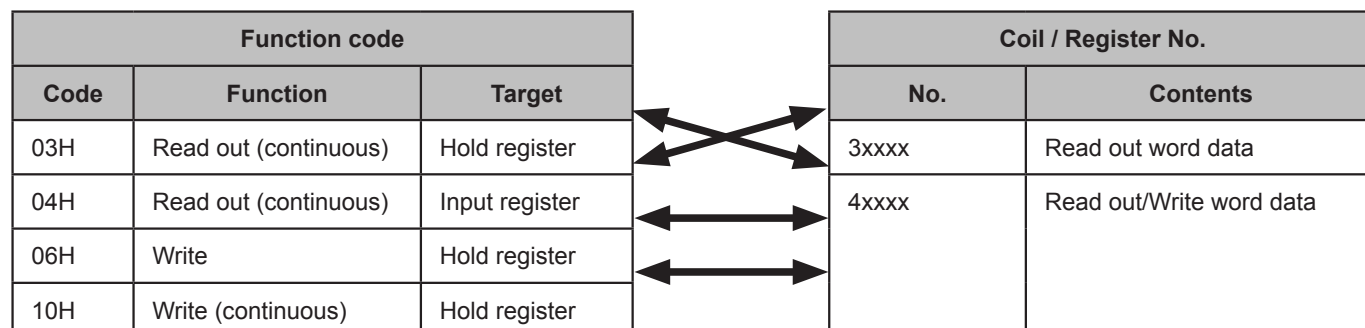 Function code
Code Function Target
03H Read out (continuous) Hold register
04H Read out (continuous) Input register
06H Write Hold register
10H Write (continuous) Hold register
Coil / Register No.
No. Contents
3xxxx Read out word data
4xxxx Read out/Write word data